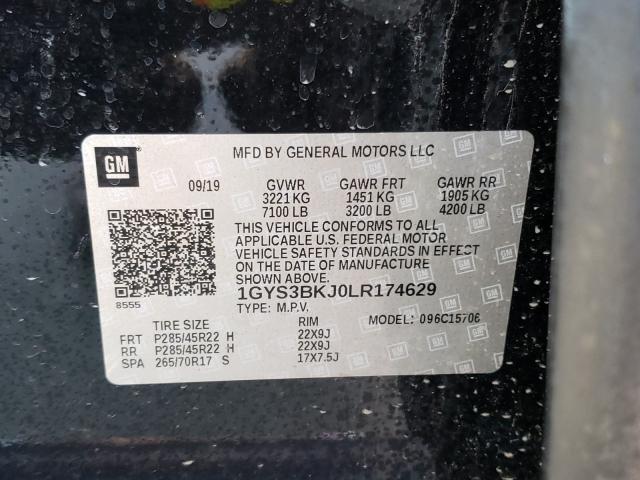 GM
MFD BY GENERAL MOTORS LLC
09/19 GVWR GAWR FRT GAWR RR
3221 KG 1451 KG 1905 KG
7100 LB 3200 LB 4200 LB
THIS VEHICLE CONFORMS TO ALL
APPLICABLE U.S. FEDERAL MOTOR
VEHICLE SAFETY STANDARDS IN EFFECT
ON THE DATE OF MANUFACTURE
SHOWN ABOVE.
8555
1GYS3BKJ0LR174629
TYPE: M.P.V. MODEL: 096C15706
TIRE SIZE RIM
FRT P285/45R22 H 22X9J
RR P285/45R22 H 22X9J
SPA 265/70R17 S 17X7.5J